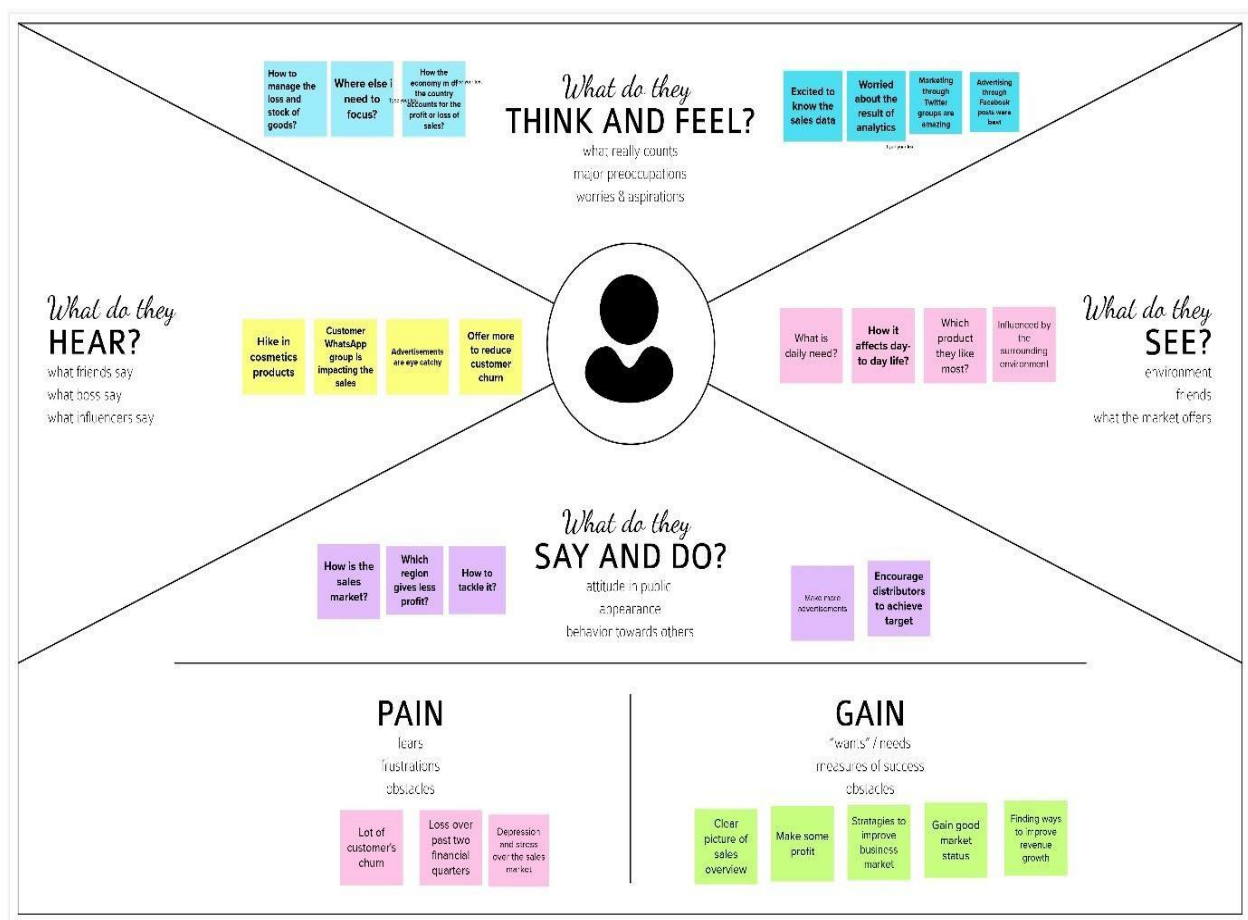 How to
manage the
loss and
stock of
goods?
Where else i
need to
focus?
How the
economy in
the country
accounts for the
profit or loss of
sales?
What do they
THINK AND FEEL?
what really counts
major preoccupations
worries & aspirations
Excited to
know the
sales data
Worried
about the
result of
analytics
Marketing
through
Twitter
groups are
amazing
Advertising
through
Facebook
posts were
best
What do they
HEAR?
what friends say
what boss say
what influencers say
Hike in
cosmetics
products
Customer
WhatsApp
group is
impacting the
sales
Advertisements
are eye catchy
Offer more
to reduce
customer
churn
What is
daily need?
How it
affects day-
to day life?
Which
product
they like
most?
Influenced by
the
surrounding
environment
What do they
SEE?
environment
friends
what the market offers
What do they
SAY AND DO?
attitude in public
appearance
behavior towards others
How is the
sales
market?
Which
region
gives less
profit?
How to
tackle it?
Make more
advertisements
Encourage
distributors
to achieve
target
PAIN
fears
frustrations
obstacles
Lot of
customer's
churn
Loss over
past two
financial
quarters
Depression
and stress
over the sales
market
GAIN
"wants" / needs
measures of success
obstacles
Clear
picture of
sales
overview
Make some
profit
Stratagies to
improve
business
market
Gain good
market
status
Finding ways
to improve
revenue
growth